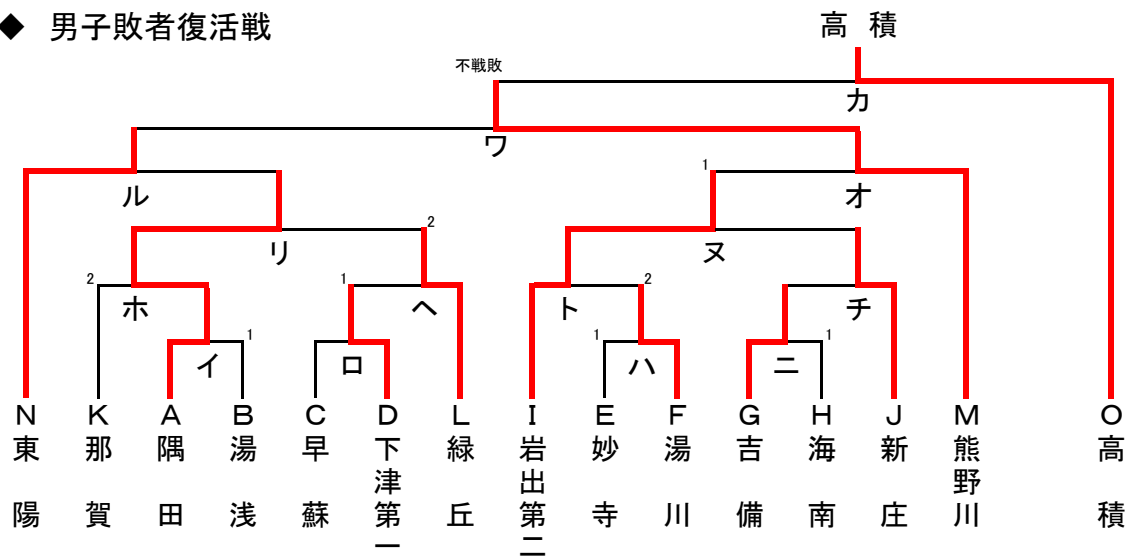 ◆ 男子敗者復活戦
高積
不戦敗
カ
ワ
1
ル
オ
2
リ
ヌ
2
1
2
ホ
ヘ
ト
チ
1
1
1
イ
ロ
ハ
ニ
N K A B C D L I E F G H J M O
東陽
那賀
隅田
湯浅
早蘇
下津第一
緑丘
岩出第二
妙寺
湯川
吉備
海南
新庄
熊野川
高積